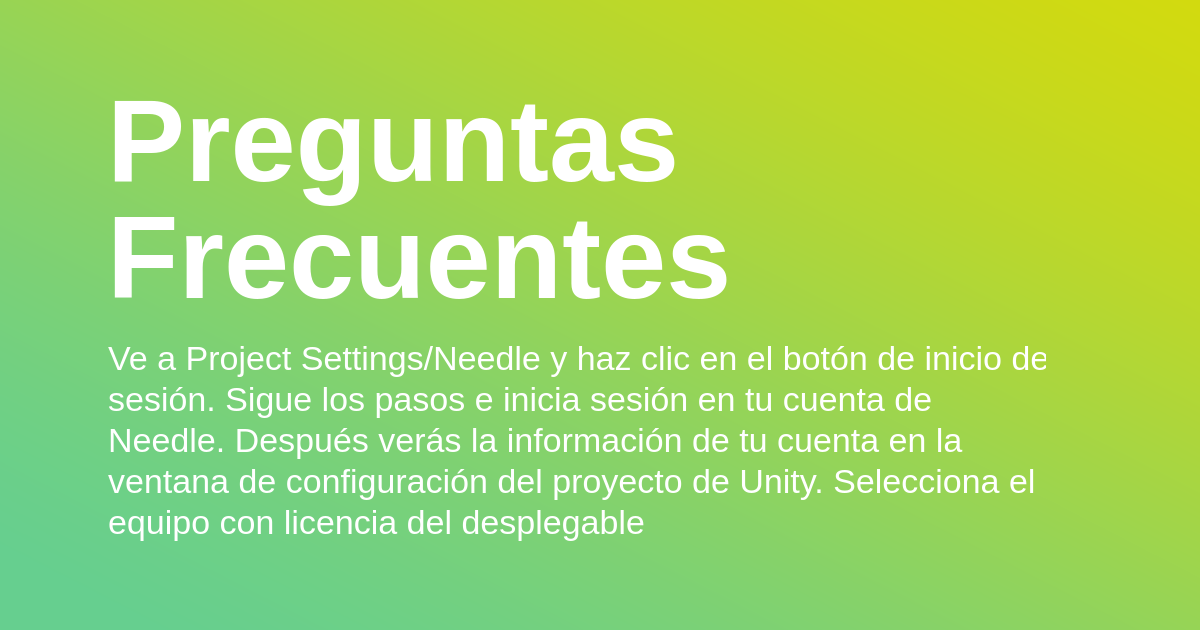 Preguntas
Frecuentes
Ve a Project Settings/Needle y haz clic en el botón de inicio de
sesión. Sigue los pasos e inicia sesión en tu cuenta de
Needle. Después verás la información de tu cuenta en la
ventana de configuración del proyecto de Unity. Selecciona el
equipo con licencia del desplegable